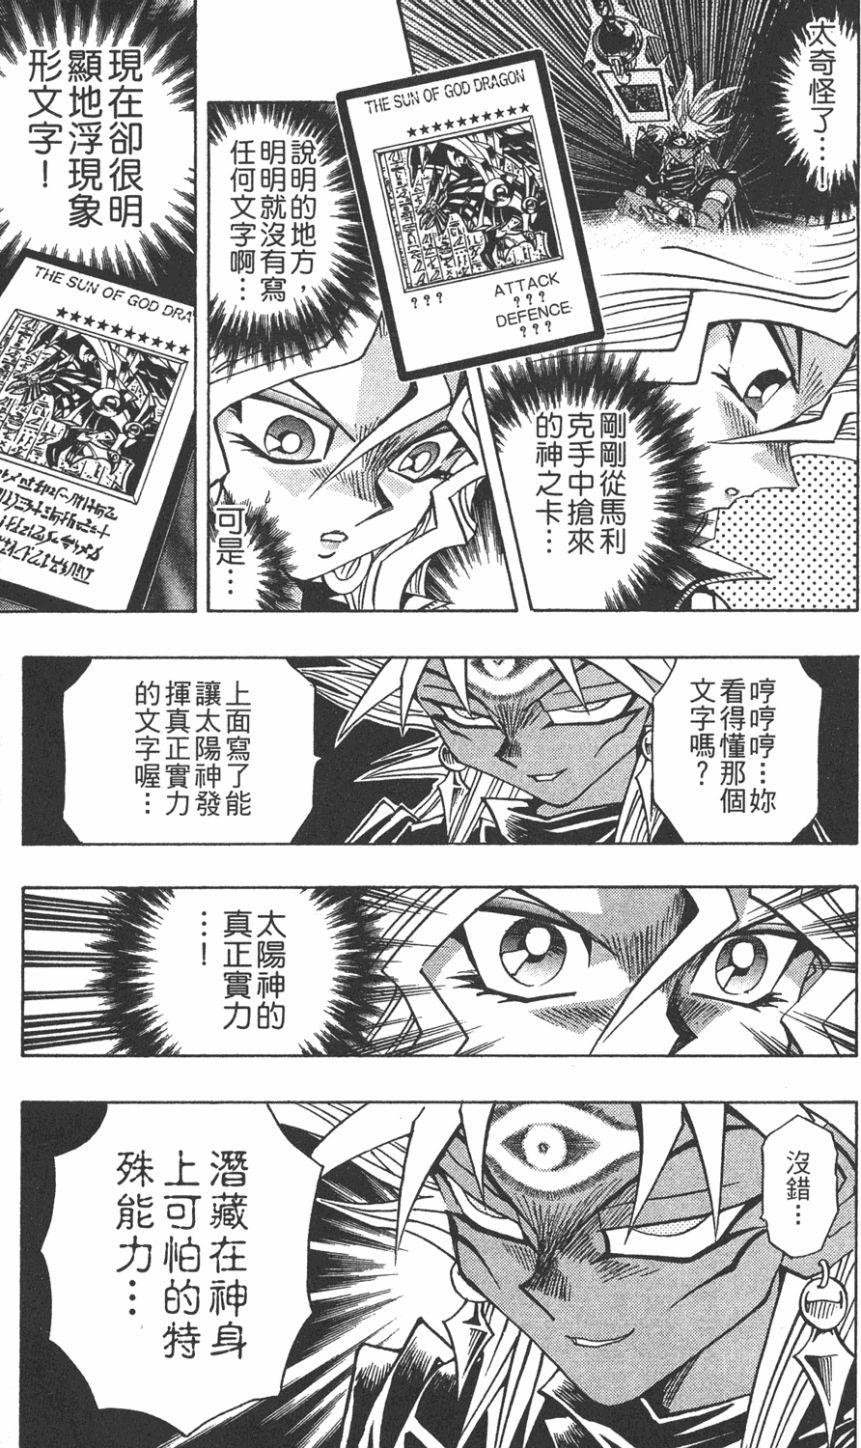 太奇怪了…！
剛剛從馬利
克手中搶來
的神之卡…
THE SUN OF GOD DRAGON
★★★★★★★★★★
ATTACK
???
???
DEFENCE
???
說明的地方，
明明就沒有寫
任何文字啊…
可是…
現在卻很明
顯地浮現象
形文字！
THE SUN OF GOD DRA
★★★★★★★★★★
哼哼哼…妳
看得懂那個
文字嗎？
上面寫了能
讓太陽神發
揮真正實力
的文字喔…
太陽神的
真正實力
…！
沒錯…
潛藏在神身
上可怕的特
殊能力…